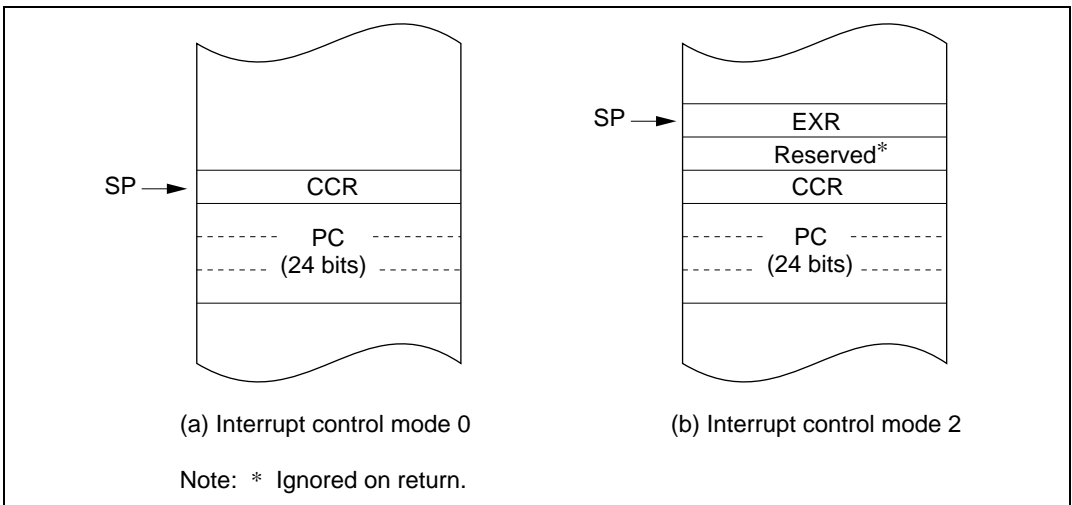 SP
CCR
PC
(24 bits)
(a) Interrupt control mode 0
SP
EXR
Reserved*
CCR
PC
(24 bits)
(b) Interrupt control mode 2
Note: * Ignored on return.